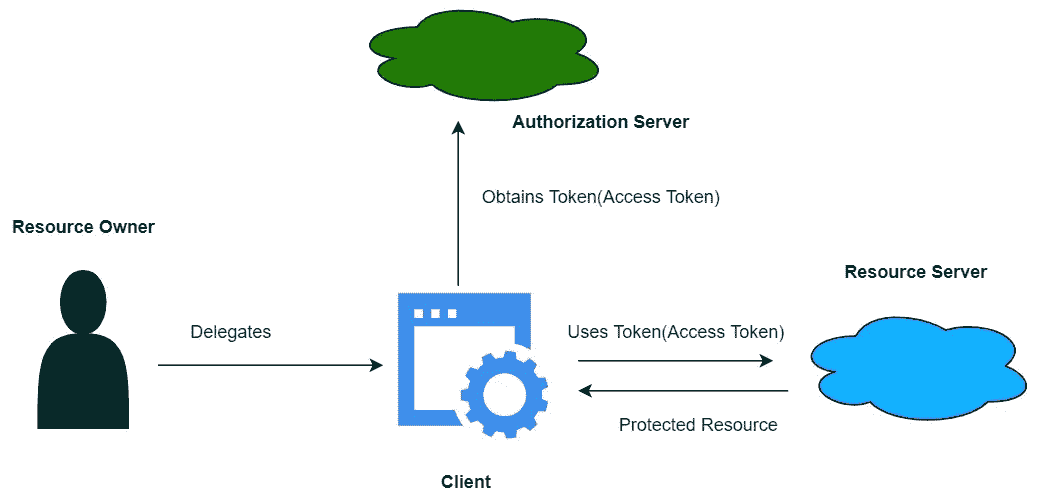 Authorization Server
Obtains Token(Access Token)
Resource Owner
Resource Server
Delegates
Uses Token(Access Token)
Protected Resource
Client